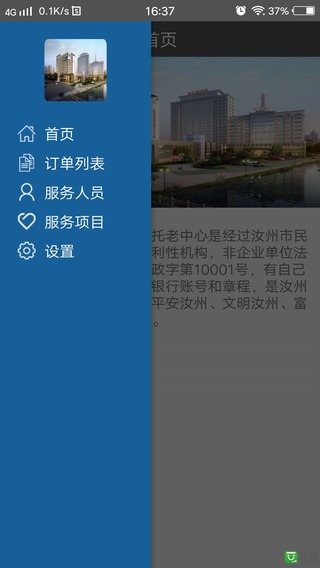 4G 0.1K/s 16:37 37%
首页
首页
订单列表
服务人员
服务项目
设置
托老中心是经过汝州市民
利性机构，非企业单位法
政字第10001号，有自己
银行账号和章程，是汝州
平安汝州、文明汝州、富
。